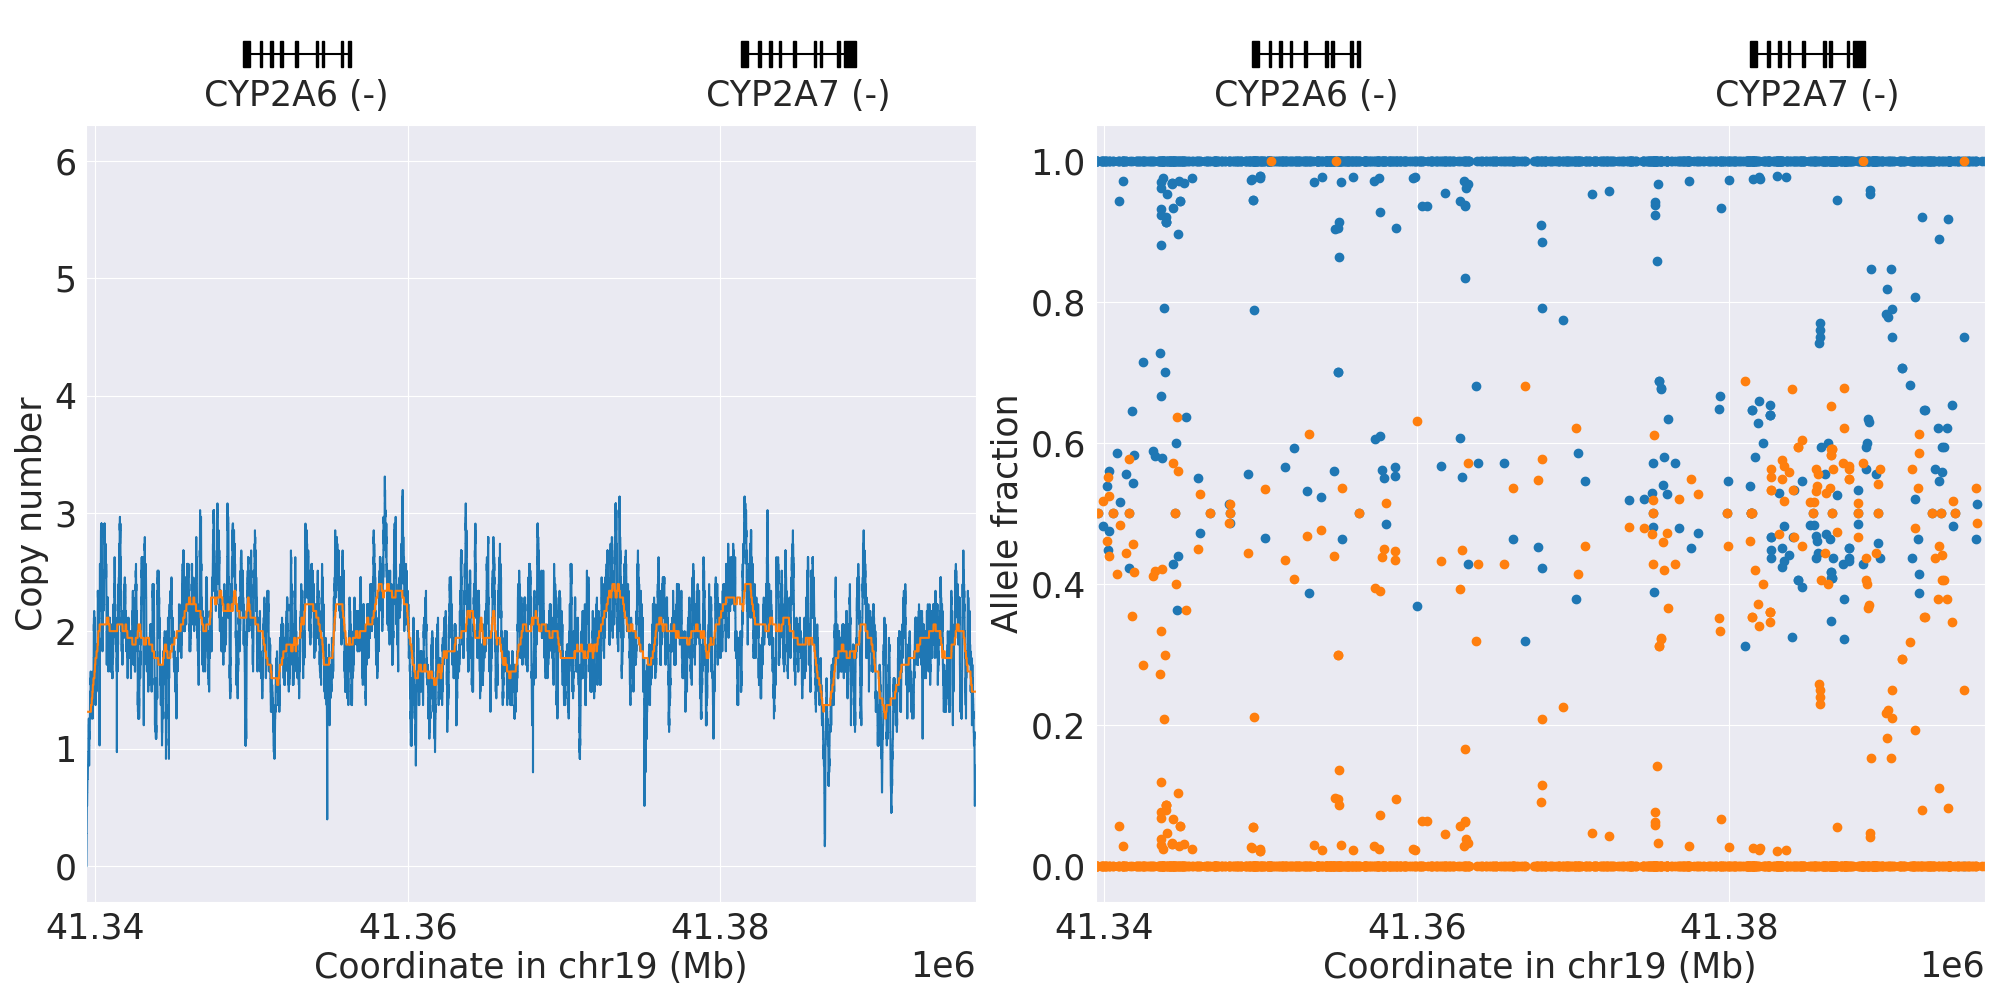 CYP2A6 (-)
CYP2A7 (-)
6
5
4
3
2
1
0
Copy number
41.34
41.36
41.38
Coordinate in chr19 (Mb)
1e6
CYP2A6 (-)
CYP2A7 (-)
1.0
0.8
0.6
0.4
0.2
0.0
Allele fraction
41.34
41.36
41.38
Coordinate in chr19 (Mb)
1e6